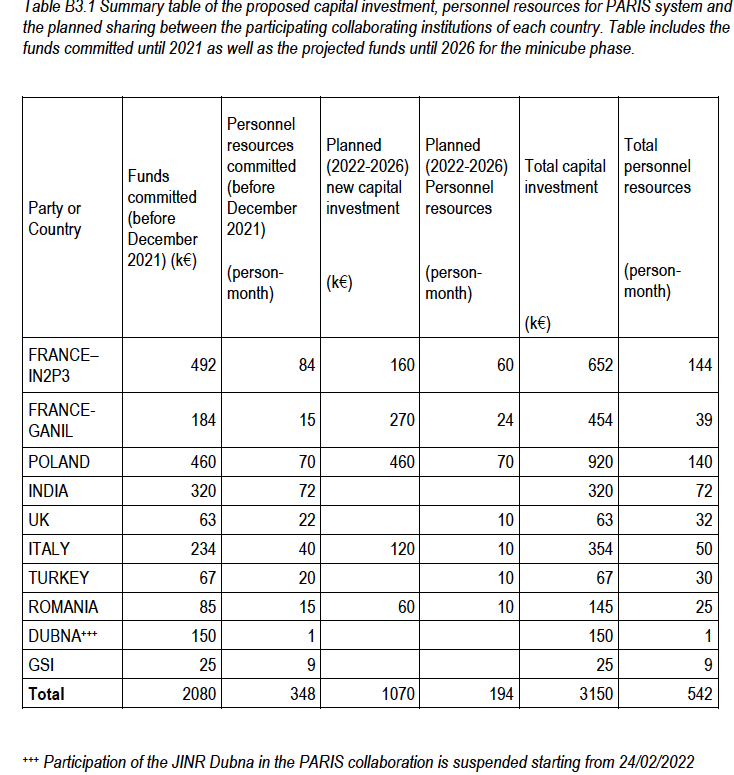 Table B3.1 Summary table of the proposed capital investment, personnel resources for PARIS system and
the planned sharing between the participating collaborating institutions of each country. Table includes the
funds committed until 2021 as well as the projected funds until 2026 for the minicube phase.
Party or Country | Funds committed (before December 2021) (k€) | Personnel resources committed (before December 2021) (person-month) | Planned (2022-2026) new capital investment (k€) | Planned (2022-2026) Personnel resources (person-month) | Total capital investment (k€) | Total personnel resources (person-month)
FRANCE–IN2P3 | 492 | 84 | 160 | 60 | 652 | 144
FRANCE-GANIL | 184 | 15 | 270 | 24 | 454 | 39
POLAND | 460 | 70 | 460 | 70 | 920 | 140
INDIA | 320 | 72 | | | 320 | 72
UK | 63 | 22 | | 10 | 63 | 32
ITALY | 234 | 40 | 120 | 10 | 354 | 50
TURKEY | 67 | 20 | | 10 | 67 | 30
ROMANIA | 85 | 15 | 60 | 10 | 145 | 25
DUBNA+++ | 150 | 1 | | | 150 | 1
GSI | 25 | 9 | | | 25 | 9
Total | 2080 | 348 | 1070 | 194 | 3150 | 542
+++ Participation of the JINR Dubna in the PARIS collaboration is suspended starting from 24/02/2022